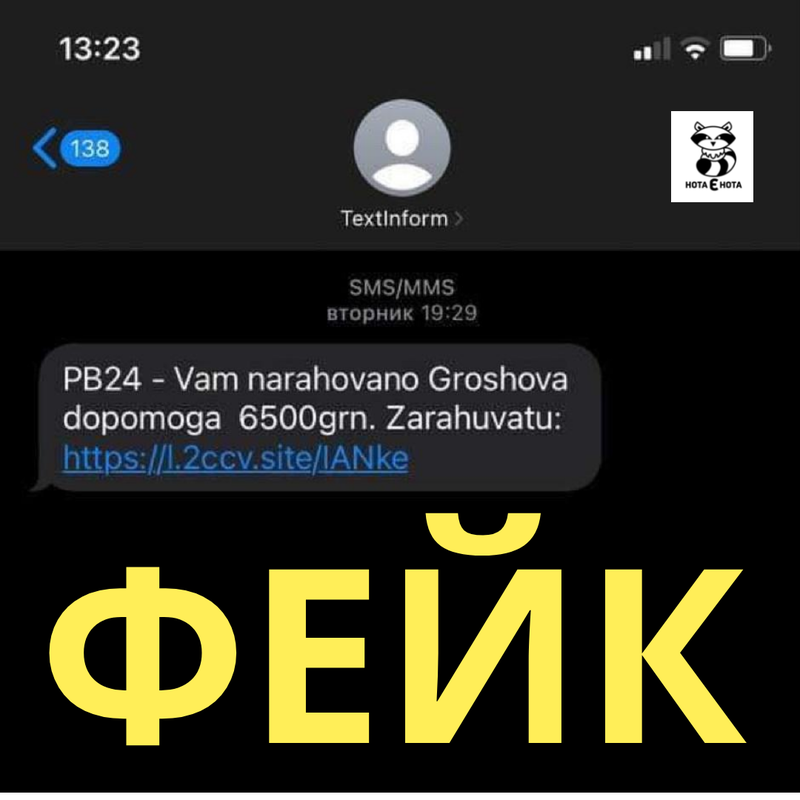 13:23
138
TextInform
НОТА Є НОТА
SMS/MMS
вторник 19:29
PB24 - Vam narahovano Groshova
dopomoga 6500grn. Zarahuvatu:
https://l.2ccv.site/IANke
ФЕЙК